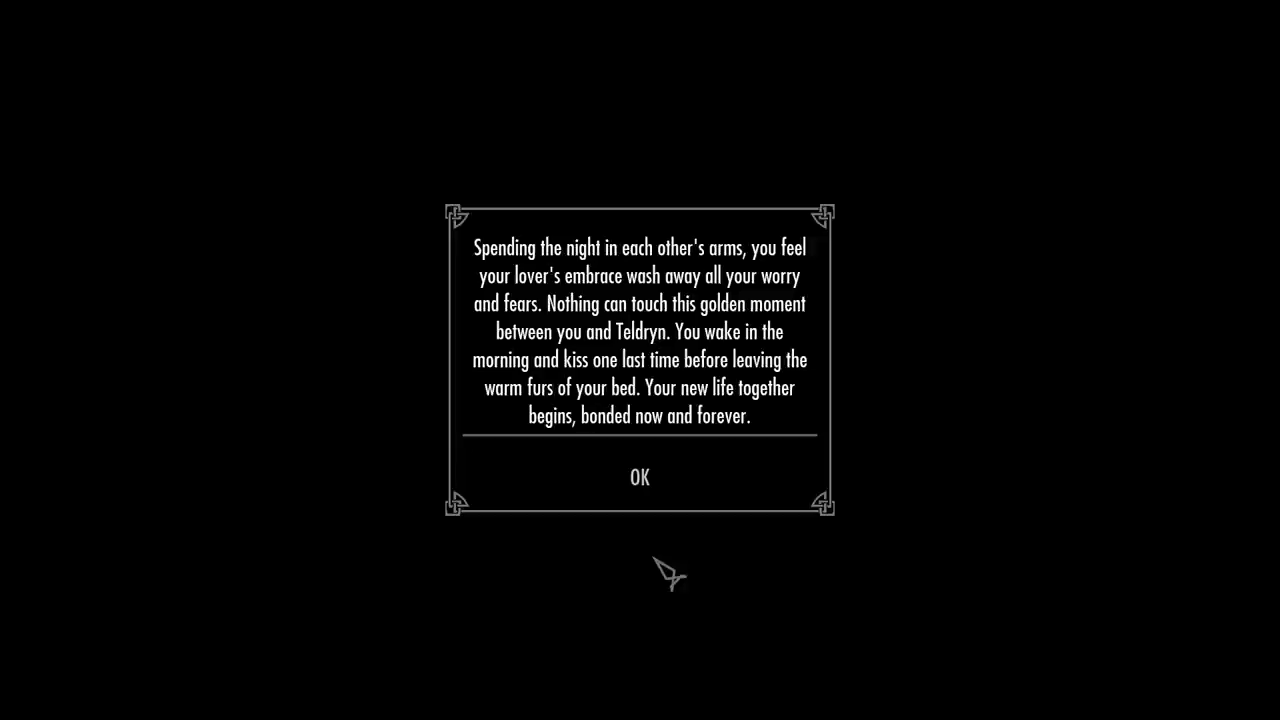 Spending the night in each other's arms, you feel
your lover's embrace wash away all your worry
and fears. Nothing can touch this golden moment
between you and Teldryn. You wake in the
morning and kiss one last time before leaving the
warm furs of your bed. Your new life together
begins, bonded now and forever.
OK